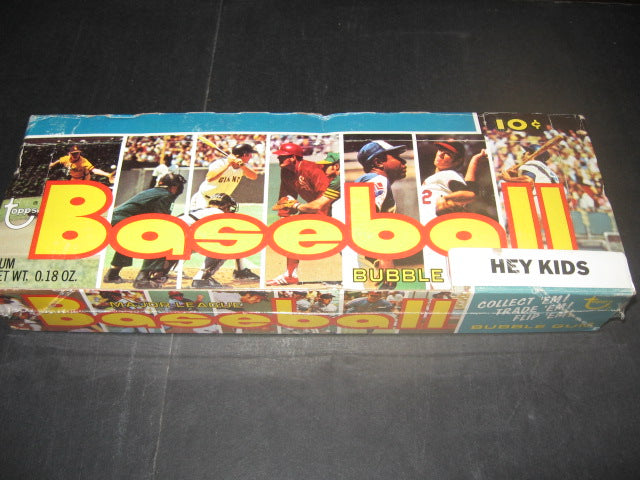 10¢
topps
Baseball
UM
ET WT. 0.18 OZ.
BUBBLE
HEY KIDS
MAJOR LEAGUE
Baseball
COLLECT 'EM!
TRADE 'EM!
FLIP 'EM!
BUBBLE GUM